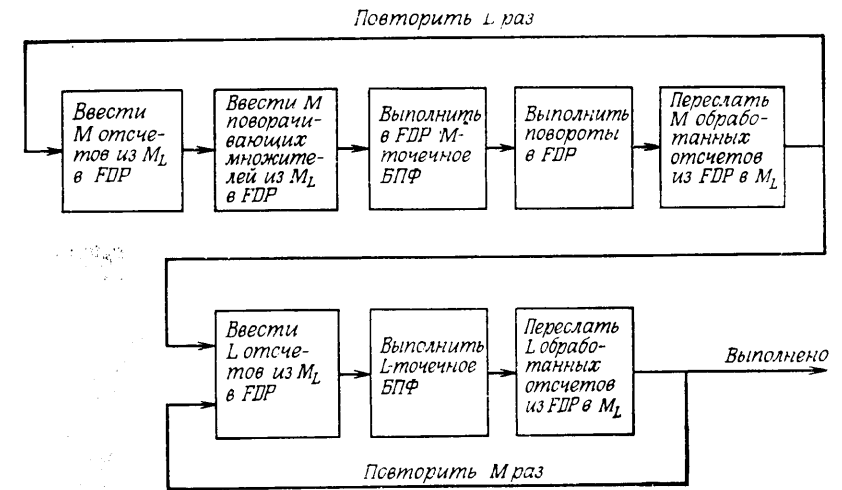 Повторить L раз
Ввести
M отсче-
тов из M_L
в FDP
Ввести M
поворачи-
вающих
множите-
лей из M_L
в FDP
Выполнить
в FDP M-
точечное
БПФ
Выполнить
повороты
в FDP
Переслать
M обрабо-
танных
отсчетов
из FDP в M_L
Ввести
L отсче-
тов из M_L
в FDP
Выполнить
L-точечное
БПФ
Переслать
L обрабо-
танных
отсчетов
из FDP в M_L
Выполнено
Повторить M раз